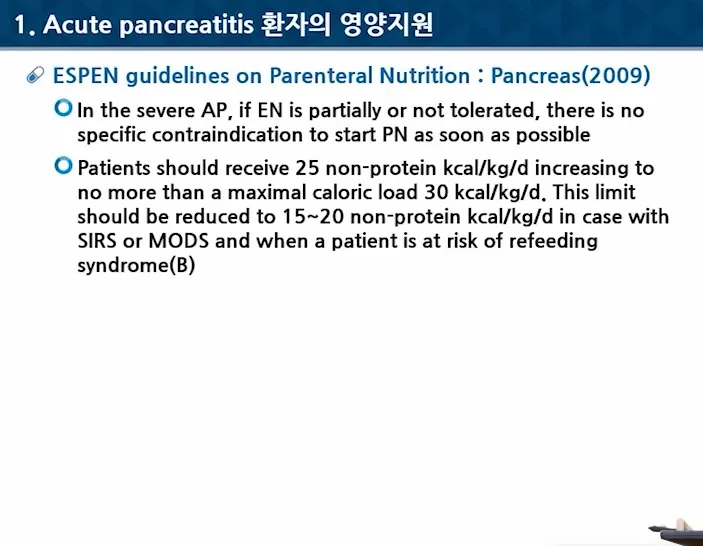 1. Acute pancreatitis 환자의 영양지원
ESPEN guidelines on Parenteral Nutrition : Pancreas(2009)
In the severe AP, if EN is partially or not tolerated, there is no
specific contraindication to start PN as soon as possible
Patients should receive 25 non-protein kcal/kg/d increasing to
no more than a maximal caloric load 30 kcal/kg/d. This limit
should be reduced to 15~20 non-protein kcal/kg/d in case with
SIRS or MODS and when a patient is at risk of refeeding
syndrome(B)